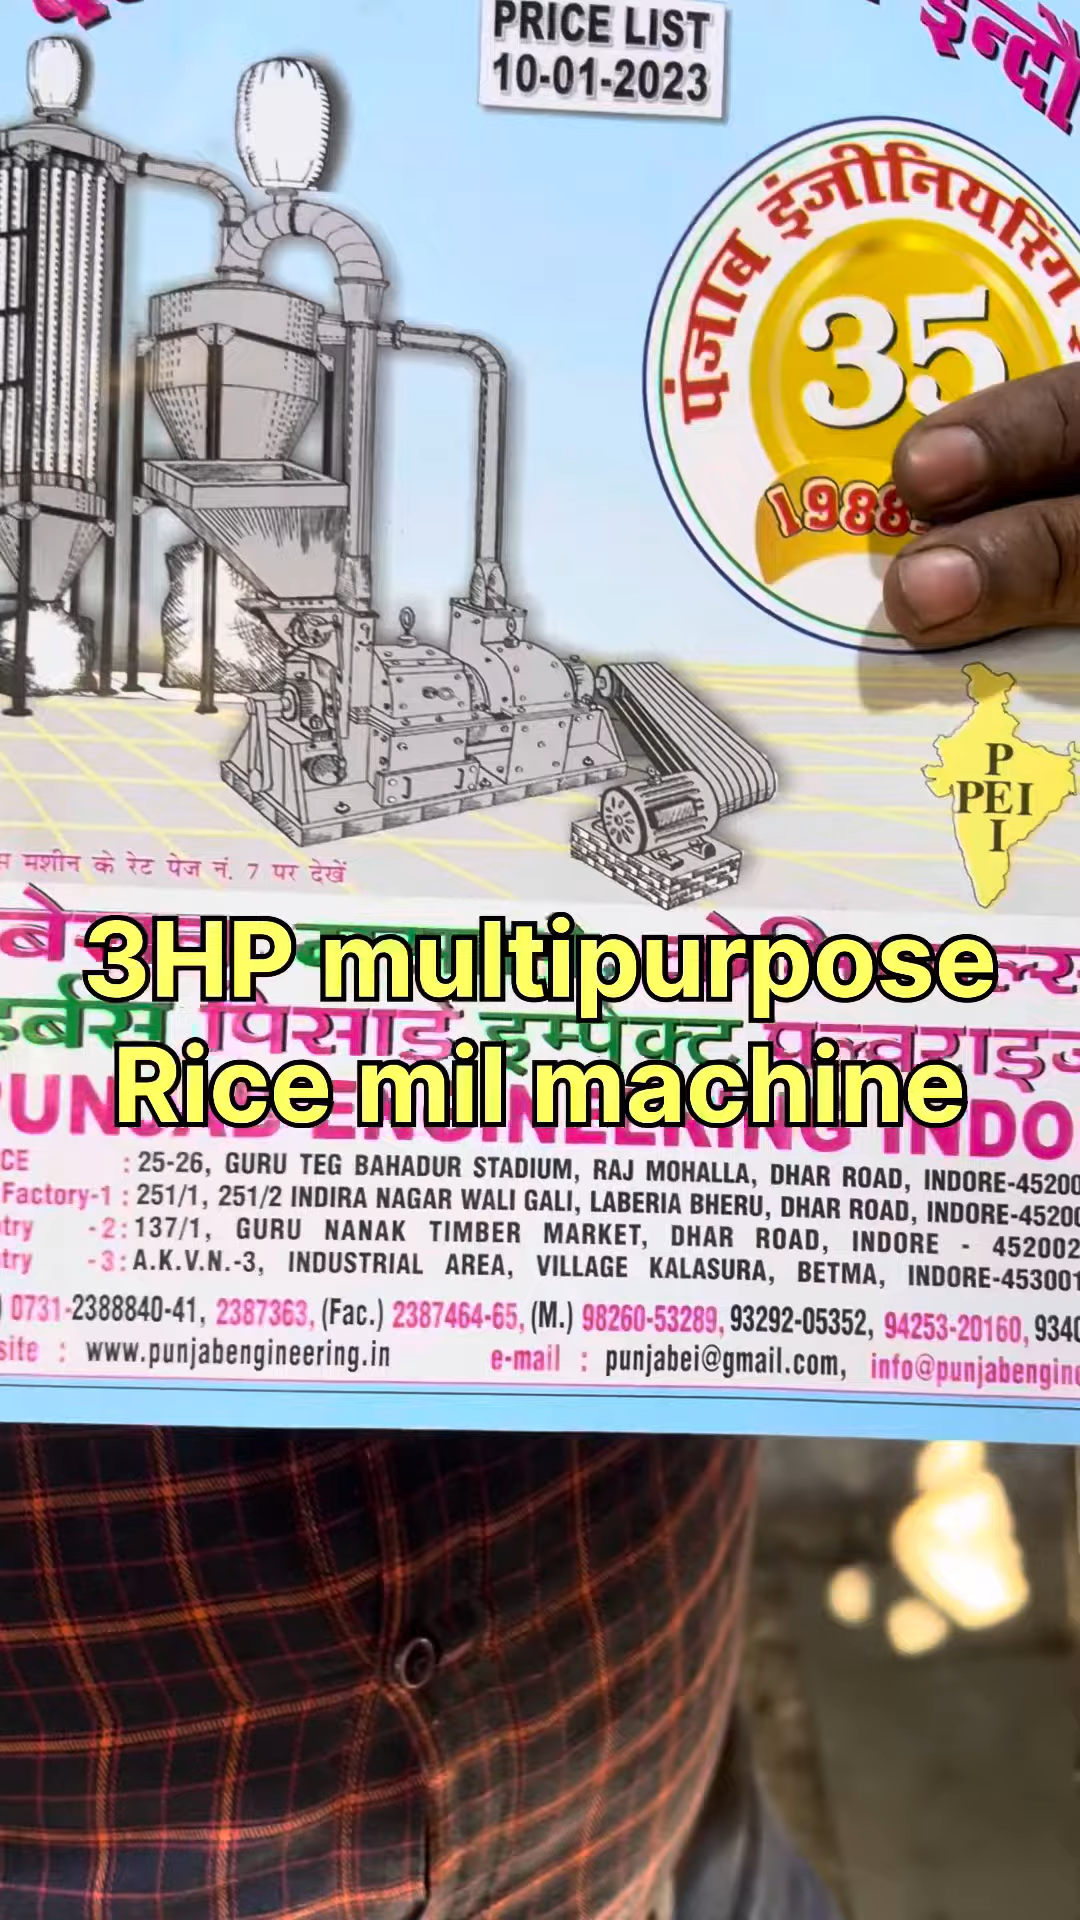 PRICE LIST
10-01-2023
पंजाब इंजीनियरिंग
35
1988
P
PEI
I
मशीन के रेट पेज नं. 7 पर देखें
3HP multipurpose
Rice mil machine
पिसाई इम्पेक्ट
: 25-26, GURU TEG BAHADUR STADIUM, RAJ MOHALLA, DHAR ROAD, INDORE-45200
Factory-1 : 251/1, 251/2 INDIRA NAGAR WALI GALI, LABERIA BHERU, DHAR ROAD, INDORE-45200
-2: 137/1, GURU NANAK TIMBER MARKET, DHAR ROAD, INDORE - 452002
-3: A.K.V.N.-3, INDUSTRIAL AREA, VILLAGE KALASURA, BETMA, INDORE-453001
0731-2388840-41, 2387363, (Fac.) 2387464-65, (M.) 98260-53289, 93292-05352, 94253-20160, 9340
: www.punjabengineering.in e-mail : punjabei@gmail.com, info@punjabengine